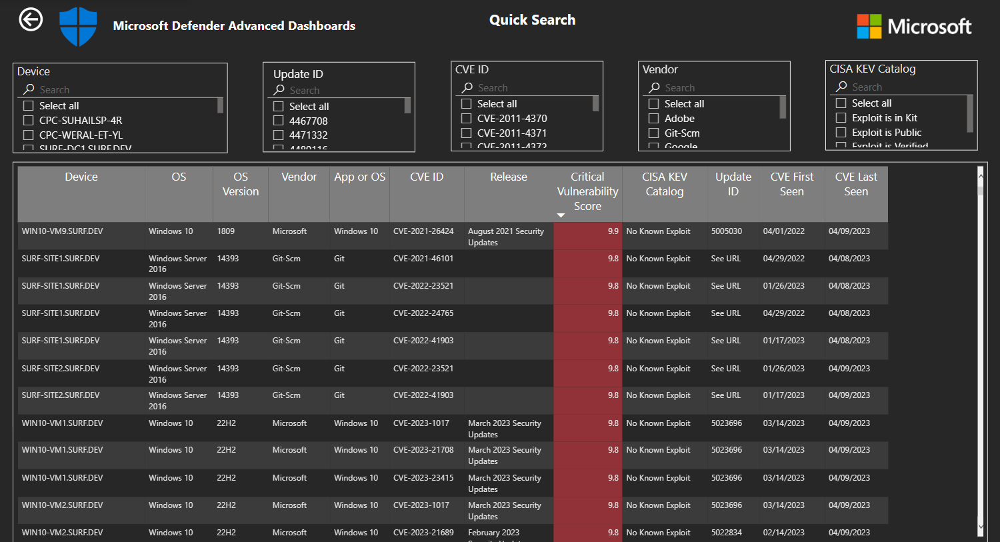 Microsoft Defender Advanced Dashboards
Quick Search
Microsoft
Device
Search
Select all
CPC-SUHAILSP-4R
CPC-WERAL-ET-YL
SURF-DC1.SURF.DEV
Update ID
Search
Select all
4467708
4471332
4480116
CVE ID
Search
Select all
CVE-2011-4370
CVE-2011-4371
CVE-2011-4372
Vendor
Search
Select all
Adobe
Git-Scm
Google
CISA KEV Catalog
Search
Select all
Exploit is in Kit
Exploit is Public
Exploit is Verified
Device OS OS Version Vendor App or OS CVE ID Release Critical Vulnerability Score CISA KEV Catalog Update ID CVE First Seen CVE Last Seen
WIN10-VM9.SURF.DEV Windows 10 1809 Microsoft Windows 10 CVE-2021-26424 August 2021 Security Updates 9.9 No Known Exploit 5005030 04/01/2022 04/09/2023
SURF-SITE1.SURF.DEV Windows Server 2016 14393 Git-Scm Git CVE-2021-46101 9.8 No Known Exploit See URL 04/29/2022 04/08/2023
SURF-SITE1.SURF.DEV Windows Server 2016 14393 Git-Scm Git CVE-2022-23521 9.8 No Known Exploit See URL 01/26/2023 04/08/2023
SURF-SITE1.SURF.DEV Windows Server 2016 14393 Git-Scm Git CVE-2022-24765 9.8 No Known Exploit See URL 04/29/2022 04/08/2023
SURF-SITE1.SURF.DEV Windows Server 2016 14393 Git-Scm Git CVE-2022-41903 9.8 No Known Exploit See URL 01/17/2023 04/08/2023
SURF-SITE2.SURF.DEV Windows Server 2016 14393 Git-Scm Git CVE-2022-23521 9.8 No Known Exploit See URL 01/26/2023 04/09/2023
SURF-SITE2.SURF.DEV Windows Server 2016 14393 Git-Scm Git CVE-2022-41903 9.8 No Known Exploit See URL 01/17/2023 04/09/2023
WIN10-VM1.SURF.DEV Windows 10 22H2 Microsoft Windows 10 CVE-2023-1017 March 2023 Security Updates 9.8 No Known Exploit 5023696 03/14/2023 04/09/2023
WIN10-VM1.SURF.DEV Windows 10 22H2 Microsoft Windows 10 CVE-2023-21708 March 2023 Security Updates 9.8 No Known Exploit 5023696 03/14/2023 04/09/2023
WIN10-VM1.SURF.DEV Windows 10 22H2 Microsoft Windows 10 CVE-2023-23415 March 2023 Security Updates 9.8 No Known Exploit 5023696 03/14/2023 04/09/2023
WIN10-VM2.SURF.DEV Windows 10 22H2 Microsoft Windows 10 CVE-2023-1017 March 2023 Security Updates 9.8 No Known Exploit 5023696 03/14/2023 04/09/2023
WIN10-VM2.SURF.DEV Windows 10 22H2 Microsoft Windows 10 CVE-2023-21689 February 2023 9.8 No Known Exploit 5022834 02/14/2023 04/09/2023